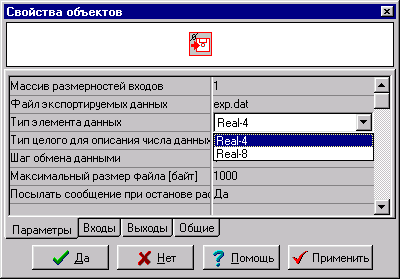 Свойства объектов
Массив размерностей входов 1
Файл экспортируемых данных exp.dat
Тип элемента данных Real-4
Тип целого для описания числа данных Real-4
Шаг обмена данными Real-8
Максимальный размер файла [байт] 1000
Посылать сообщение при останове рас Да
Параметры Входы Выходы Общие
Да Нет Помощь Применить